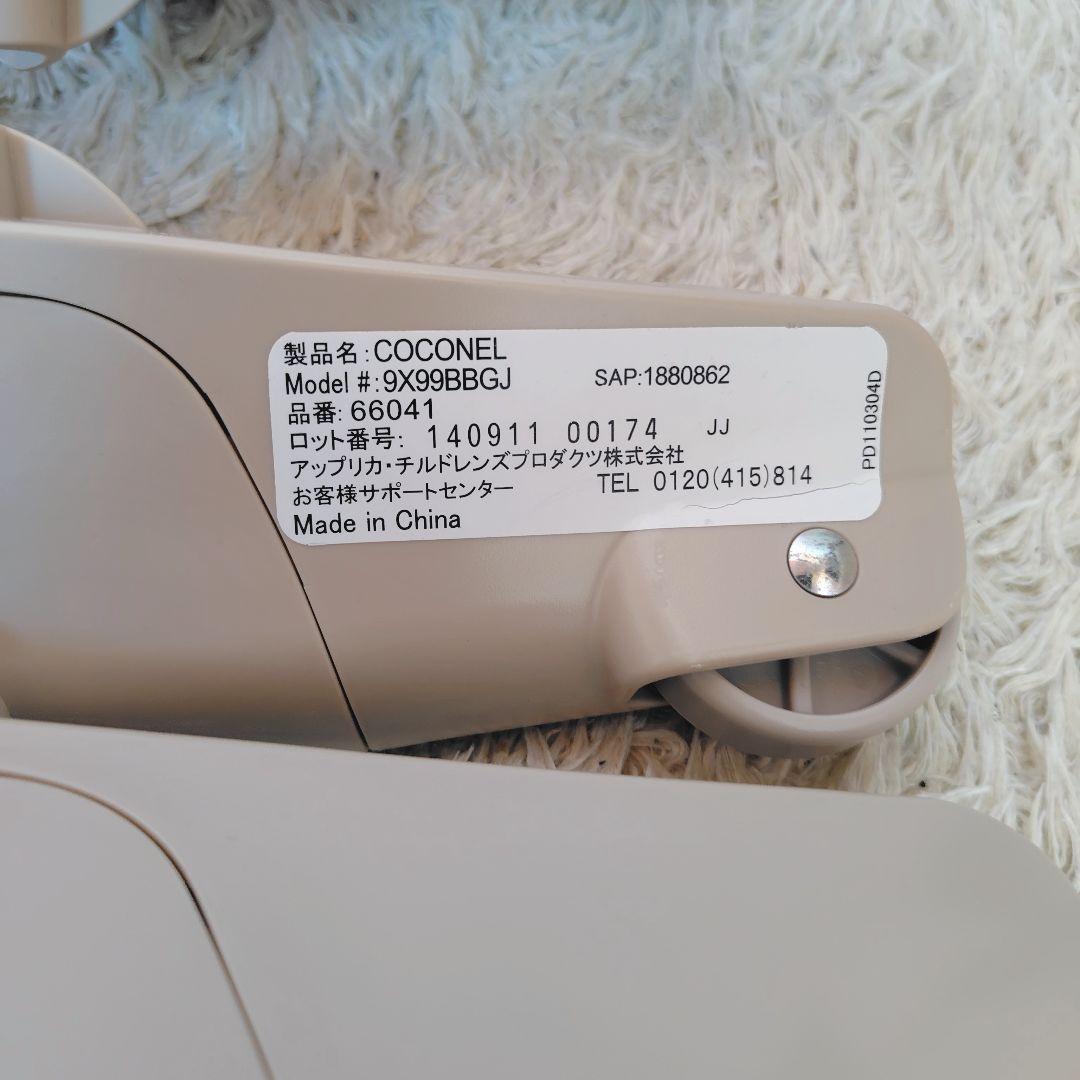 製品名:COCONEL
Model #:9X99BBGJ SAP:1880862
品番:66041
ロット番号: 140911 00174 JJ
アップリカ・チルドレンズプロダクツ株式会社
お客様サポートセンター TEL 0120(415)814
Made in China
PD110304D